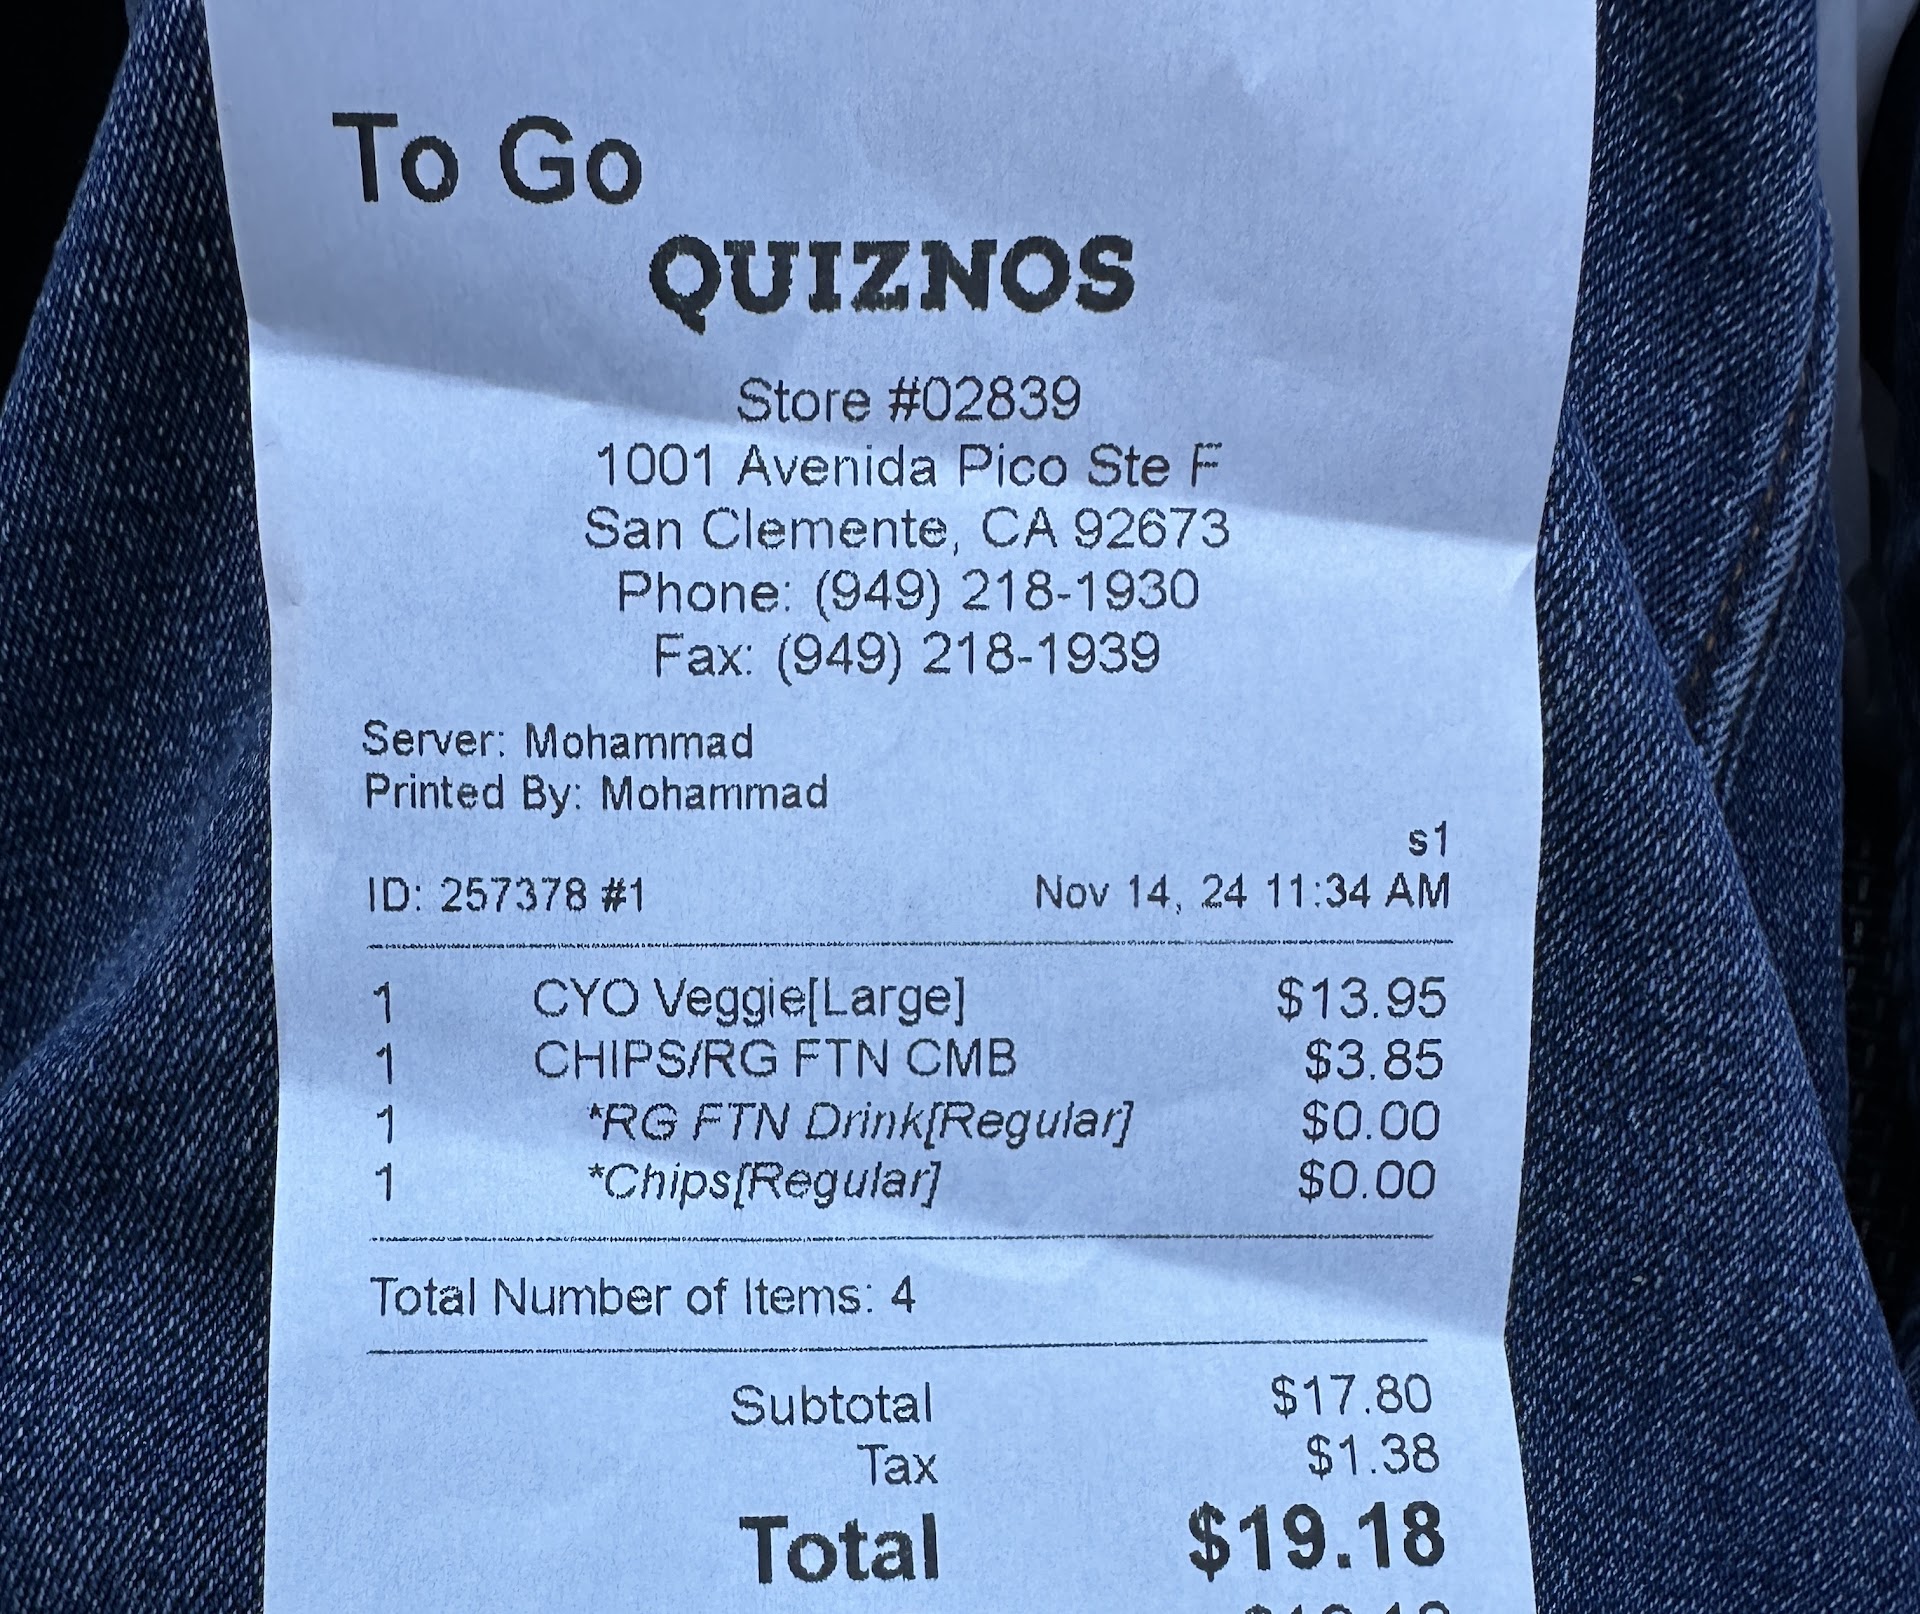 To Go
QUIZNOS
Store #02839
1001 Avenida Pico Ste F
San Clemente, CA 92673
Phone: (949) 218-1930
Fax: (949) 218-1939
Server: Mohammad
Printed By: Mohammad
s1
ID: 257378 #1 Nov 14, 24 11:34 AM
1 CYO Veggie[Large] $13.95
1 CHIPS/RG FTN CMB $3.85
1 *RG FTN Drink[Regular] $0.00
1 *Chips[Regular] $0.00
Total Number of Items: 4
Subtotal $17.80
Tax $1.38
Total $19.18